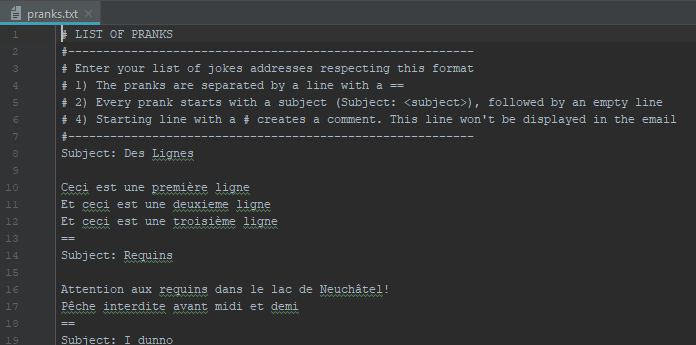 pranks.txt
1 # LIST OF PRANKS
2 #----------------------------------------------------------
3 # Enter your list of jokes addresses respecting this format
4 # 1) The pranks are separated by a line with a ==
5 # 2) Every prank starts with a subject (Subject: <subject>), followed by an empty line
6 # 4) Starting line with a # creates a comment. This line won't be displayed in the email
7 #----------------------------------------------------------
8 Subject: Des Lignes
9
10 Ceci est une première ligne
11 Et ceci est une deuxieme ligne
12 Et ceci est une troisième ligne
13 ==
14 Subject: Requins
15
16 Attention aux requins dans le lac de Neuchâtel!
17 Pêche interdite avant midi et demi
18 ==
19 Subject: I dunno